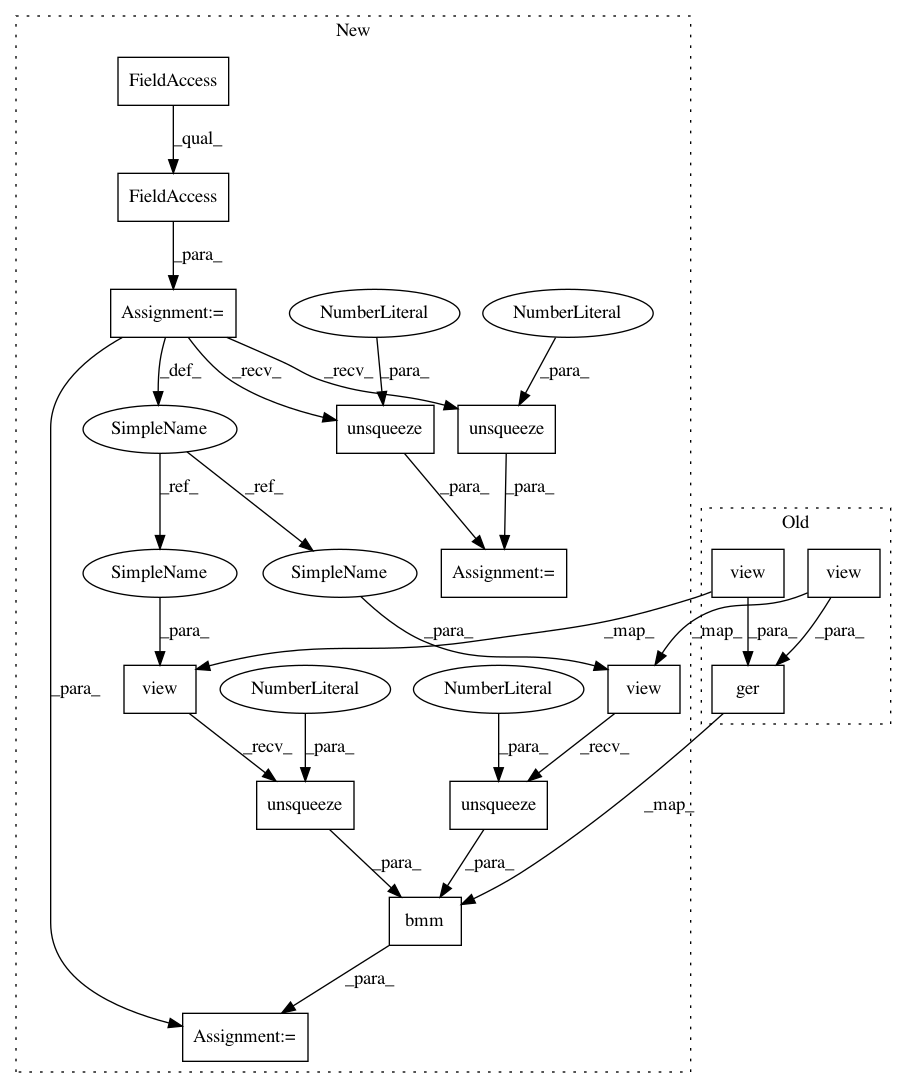 New
FieldAccess
_qual_
FieldAccess
_para_
Assignment:=
NumberLiteral
NumberLiteral
_def_
_recv_
_recv_
_para_
_para_
SimpleName
unsqueeze
unsqueeze
_ref_
_ref_
_para_
_para_
Old
SimpleName
SimpleName
Assignment:=
view
view
_para_
_para_
_map_
_map_
_para_
_para_
_para_
view
NumberLiteral
NumberLiteral
view
ger
_recv_
_para_
_para_
_recv_
unsqueeze
unsqueeze
_map_
_para_
_para_
bmm
_para_
Assignment:=